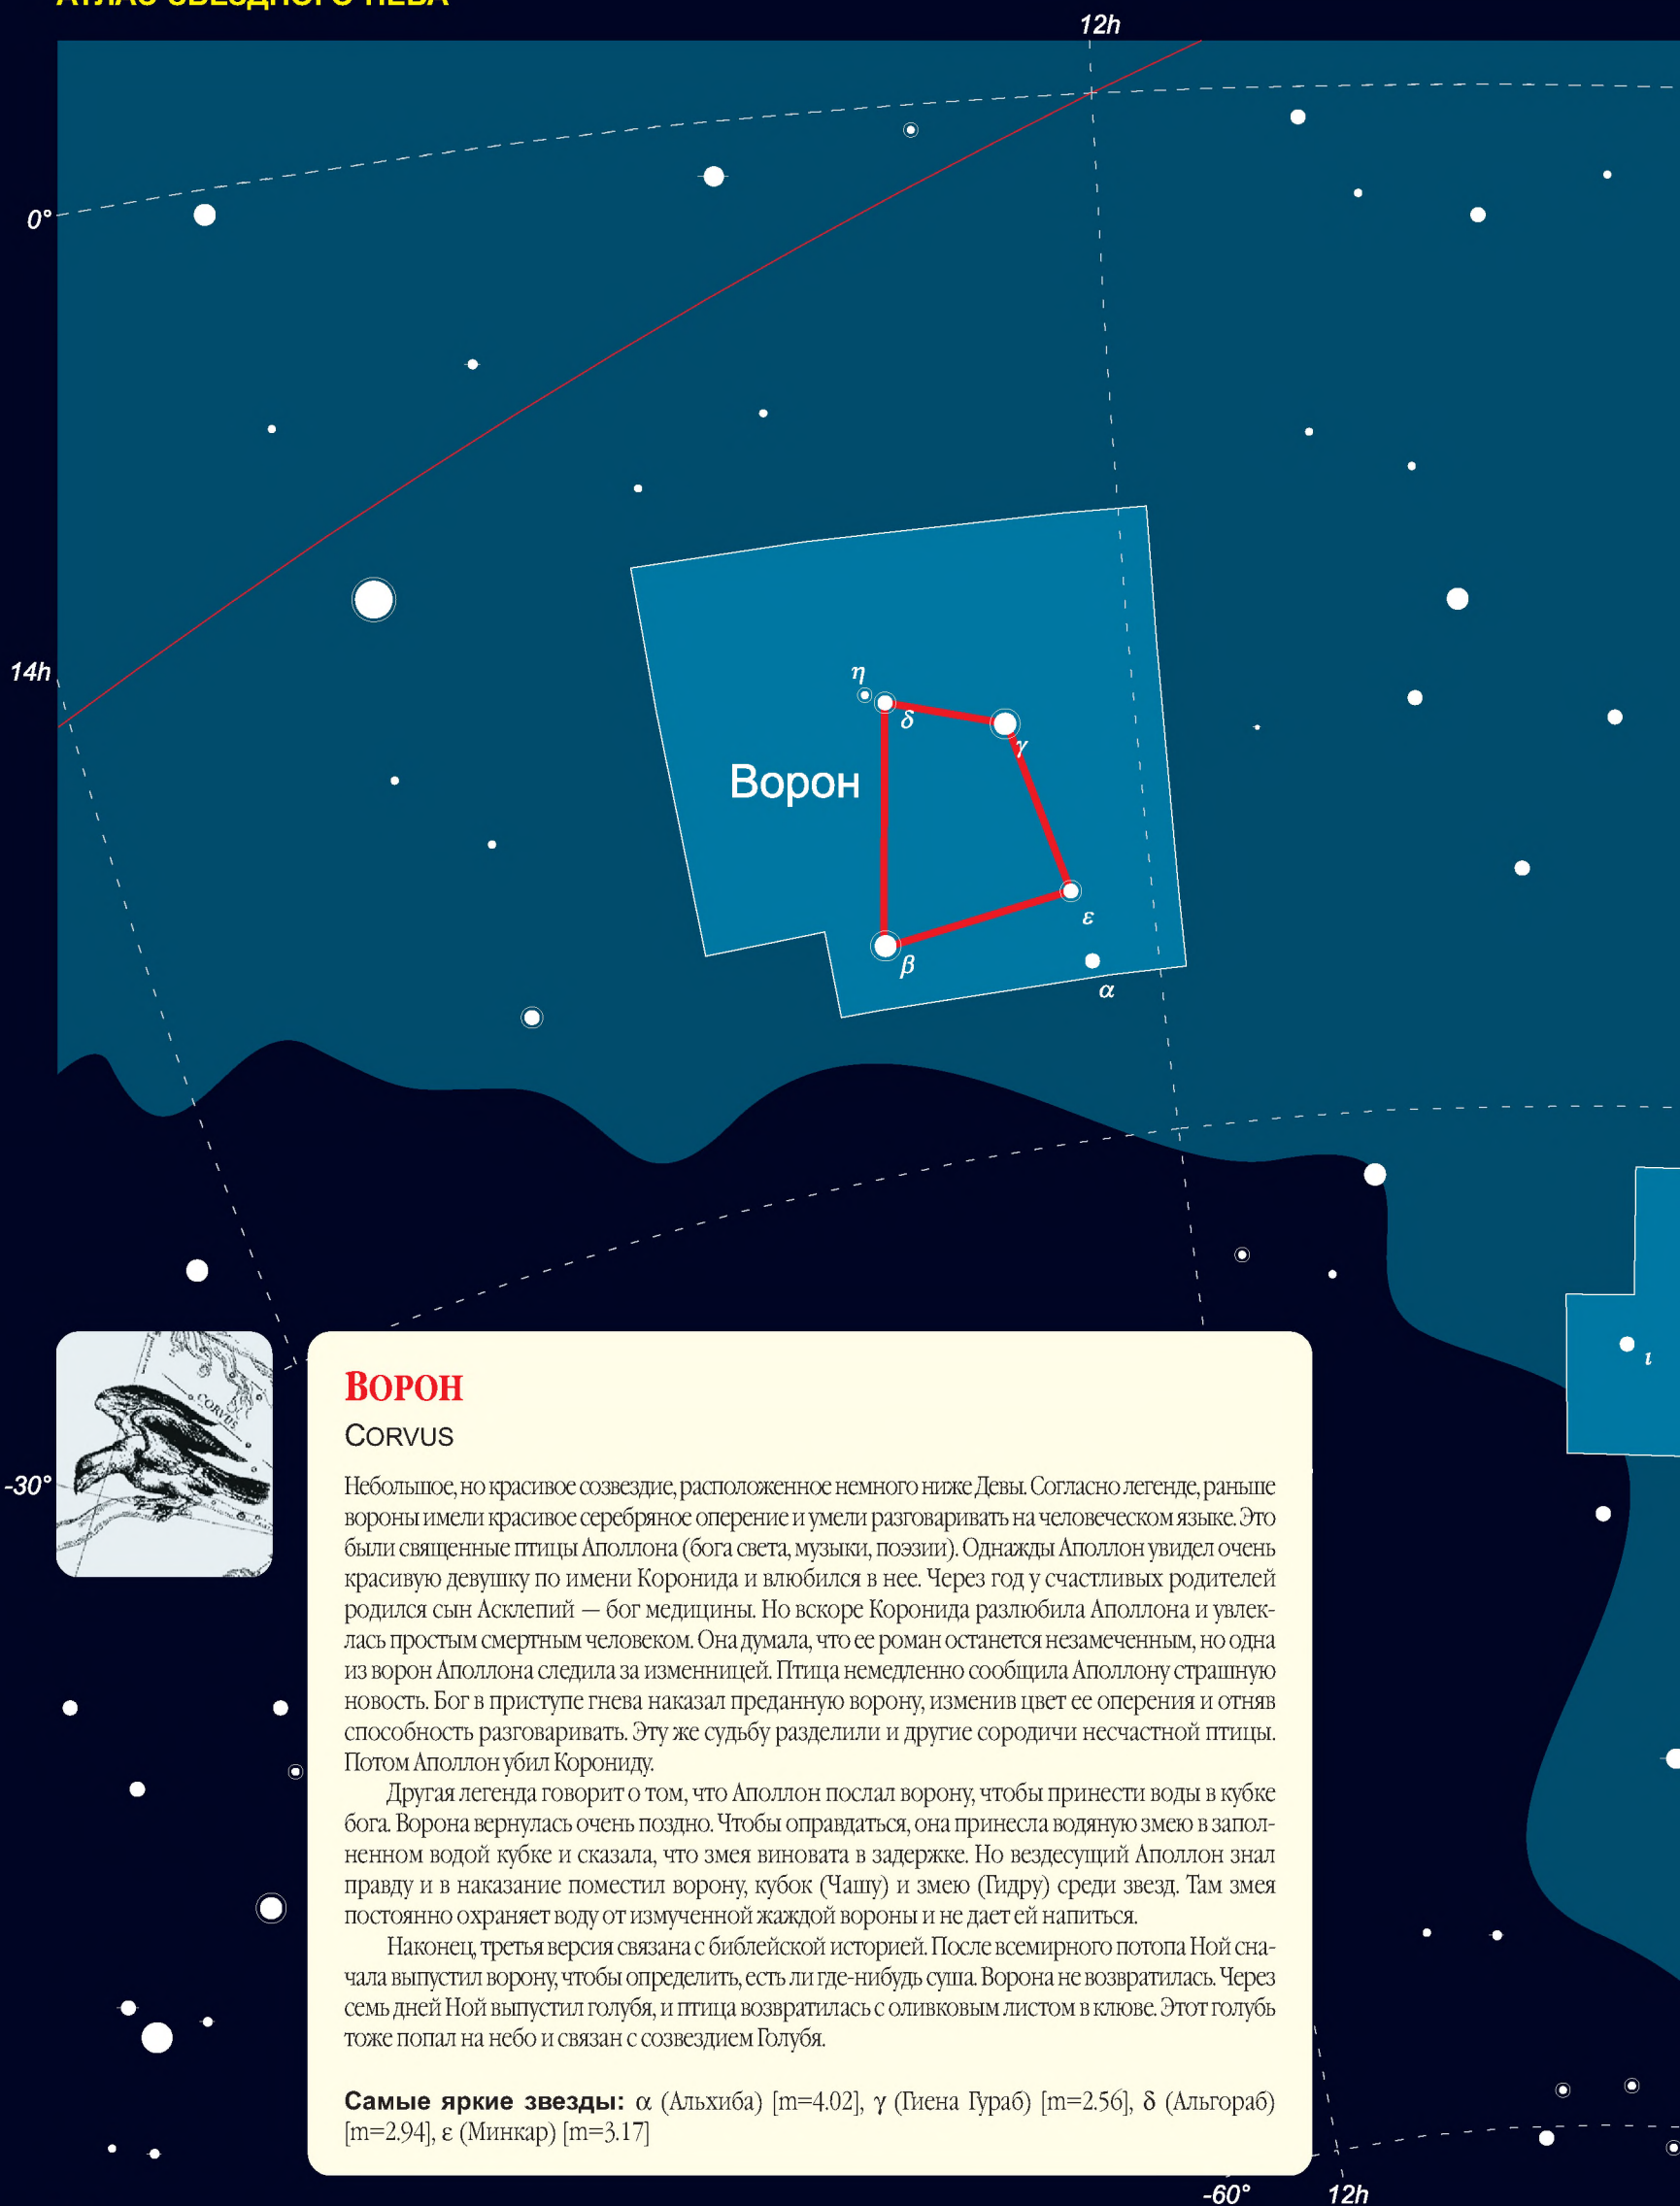 АТЛАС ЗВЕЗДНОГО НЕБА
12h
0°
14h
η
δ
γ
Ворон
ε
β
α
ι
CORVUS
-30°
Ворон
Corvus
Небольшое, но красивое созвездие, расположенное немного ниже Девы. Согласно легенде, раньше
вороны имели красивое серебряное оперение и умели разговаривать на человеческом языке. Это
были священные птицы Аполлона (бога света, музыки, поэзии). Однажды Аполлон увидел очень
красивую девушку по имени Коронида и влюбился в нее. Через год у счастливых родителей
родился сын Асклепий — бог медицины. Но вскоре Коронида разлюбила Аполлона и увлек-
лась простым смертным человеком. Она думала, что ее роман останется незамеченным, но одна
из ворон Аполлона следила за изменницей. Птица немедленно сообщила Аполлону страшную
новость. Бог в приступе гнева наказал преданную ворону, изменив цвет ее оперения и отняв
способность разговаривать. Эту же судьбу разделили и другие сородичи несчастной птицы.
Потом Аполлон убил Корониду.
Другая легенда говорит о том, что Аполлон послал ворону, чтобы принести воды в кубке
бога. Ворона вернулась очень поздно. Чтобы оправдаться, она принесла водяную змею в запол-
ненном водой кубке и сказала, что змея виновата в задержке. Но вездесущий Аполлон знал
правду и в наказание поместил ворону, кубок (Чашу) и змею (Гидру) среди звезд. Там змея
постоянно охраняет воду от измученной жаждой вороны и не дает ей напиться.
Наконец, третья версия связана с библейской историей. После всемирного потопа Ной сна-
чала выпустил ворону, чтобы определить, есть ли где-нибудь суша. Ворона не возвратилась. Через
семь дней Ной выпустил голубя, и птица возвратилась с оливковым листом в клюве. Этот голубь
тоже попал на небо и связан с созвездием Голубя.
Самые яркие звезды: α (Альхиба) [m=4.02], γ (Гиена Гураб) [m=2.56], δ (Альгораб)
[m=2.94], ε (Минкар) [m=3.17]
-60°
12h